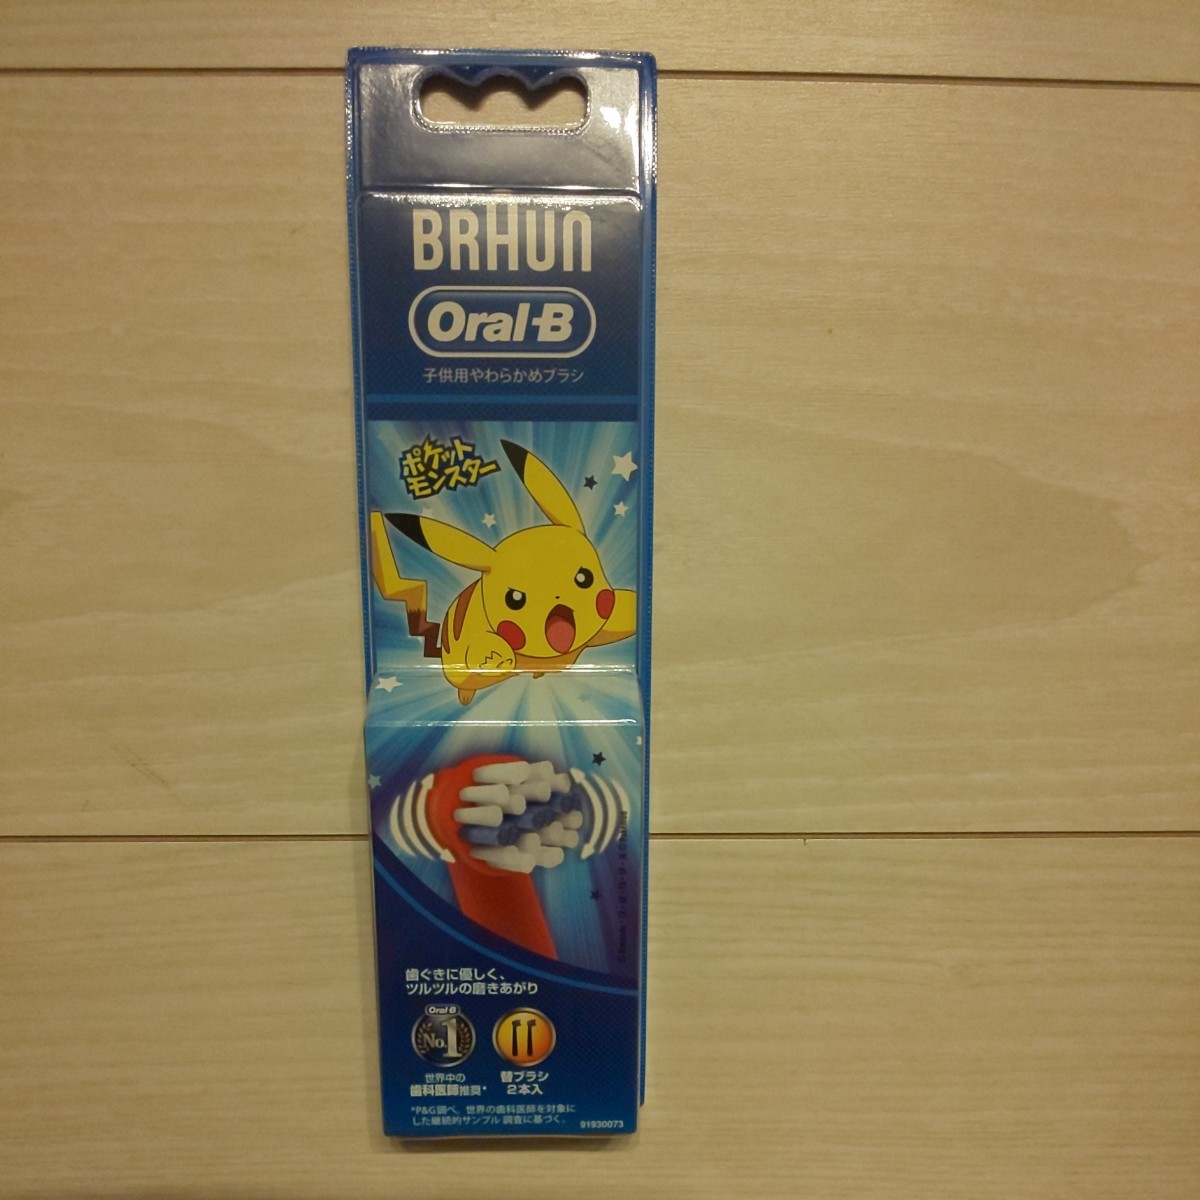 BRAUN
Oral-B
子供用やわらかめブラシ
ポケット
モンスター
歯ぐきに優しく、
ツルツルの磨きあがり
Oral-B
No.1
世界中の
歯科医師推奨*
替ブラシ
2本入
*P&G調べ。世界の歯科医師を対象に
した継続的サンプル調査に基づく。
91930073